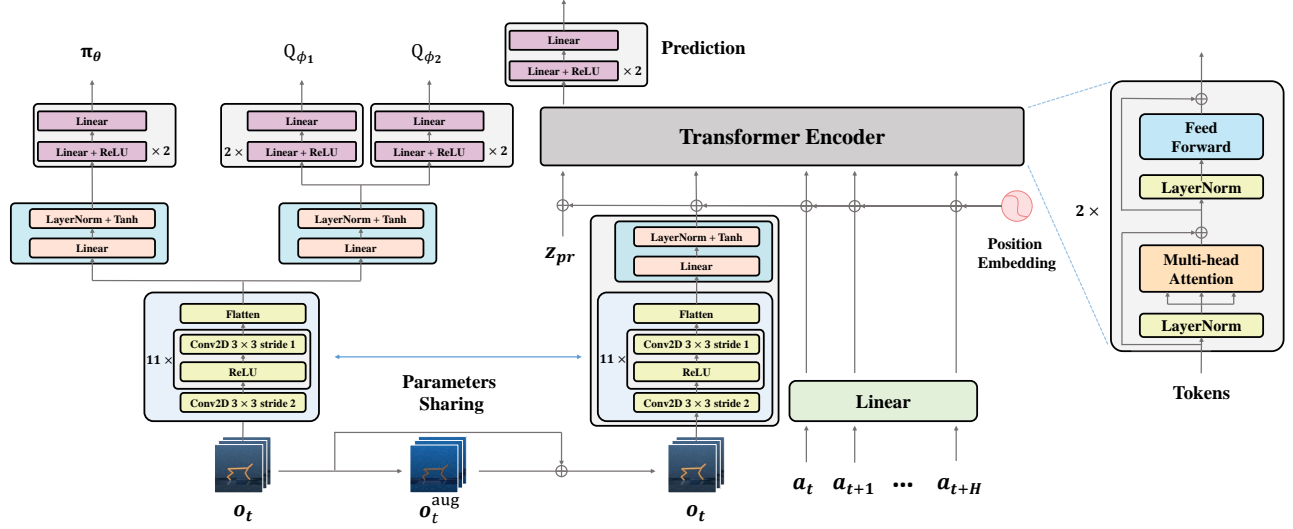 π_θ
Q_ϕ1
Q_ϕ2
Linear
Linear + ReLU
× 2
Linear
Linear + ReLU
2 ×
Linear
Linear + ReLU
× 2
LayerNorm + Tanh
Linear
LayerNorm + Tanh
Linear
Flatten
Conv2D 3 × 3 stride 1
ReLU
11 ×
Conv2D 3 × 3 stride 2
Parameters
Sharing
o_t
o_t^aug
o_t
Linear
Linear + ReLU
× 2
Prediction
Transformer Encoder
z_pr
Position
Embedding
LayerNorm + Tanh
Linear
Flatten
Conv2D 3 × 3 stride 1
ReLU
11 ×
Conv2D 3 × 3 stride 2
Linear
a_t a_t+1 ... a_t+H
Feed
Forward
LayerNorm
2 ×
Multi-head
Attention
LayerNorm
Tokens